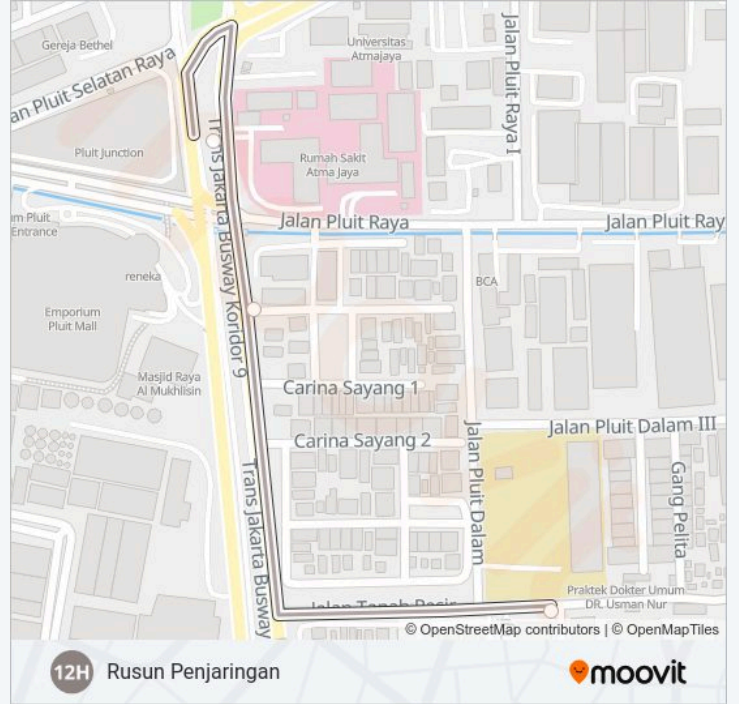 Gereja Bethel
an Pluit Selatan Raya
Universitas
Atmajaya
Jalan Pluit Raya I
Pluit Junction
Rumah Sakit
Atma Jaya
Trans Jakarta Busway Koridor 9
m Pluit
Entrance
Jalan Pluit Raya
Jalan Pluit Ray
reneka
BCA
Emporium
Pluit Mall
Masjid Raya
Al Mukhlisin
Carina Sayang 1
Carina Sayang 2
Jalan Pluit Dalam III
Jalan Pluit Dalam
Gang Pelita
Trans Jakarta Busway
Jalan Tanah Pasir
Praktek Dokter Umum
DR. Usman Nur
© OpenStreetMap contributors | © OpenMapTiles
12H
Rusun Penjaringan
moovit